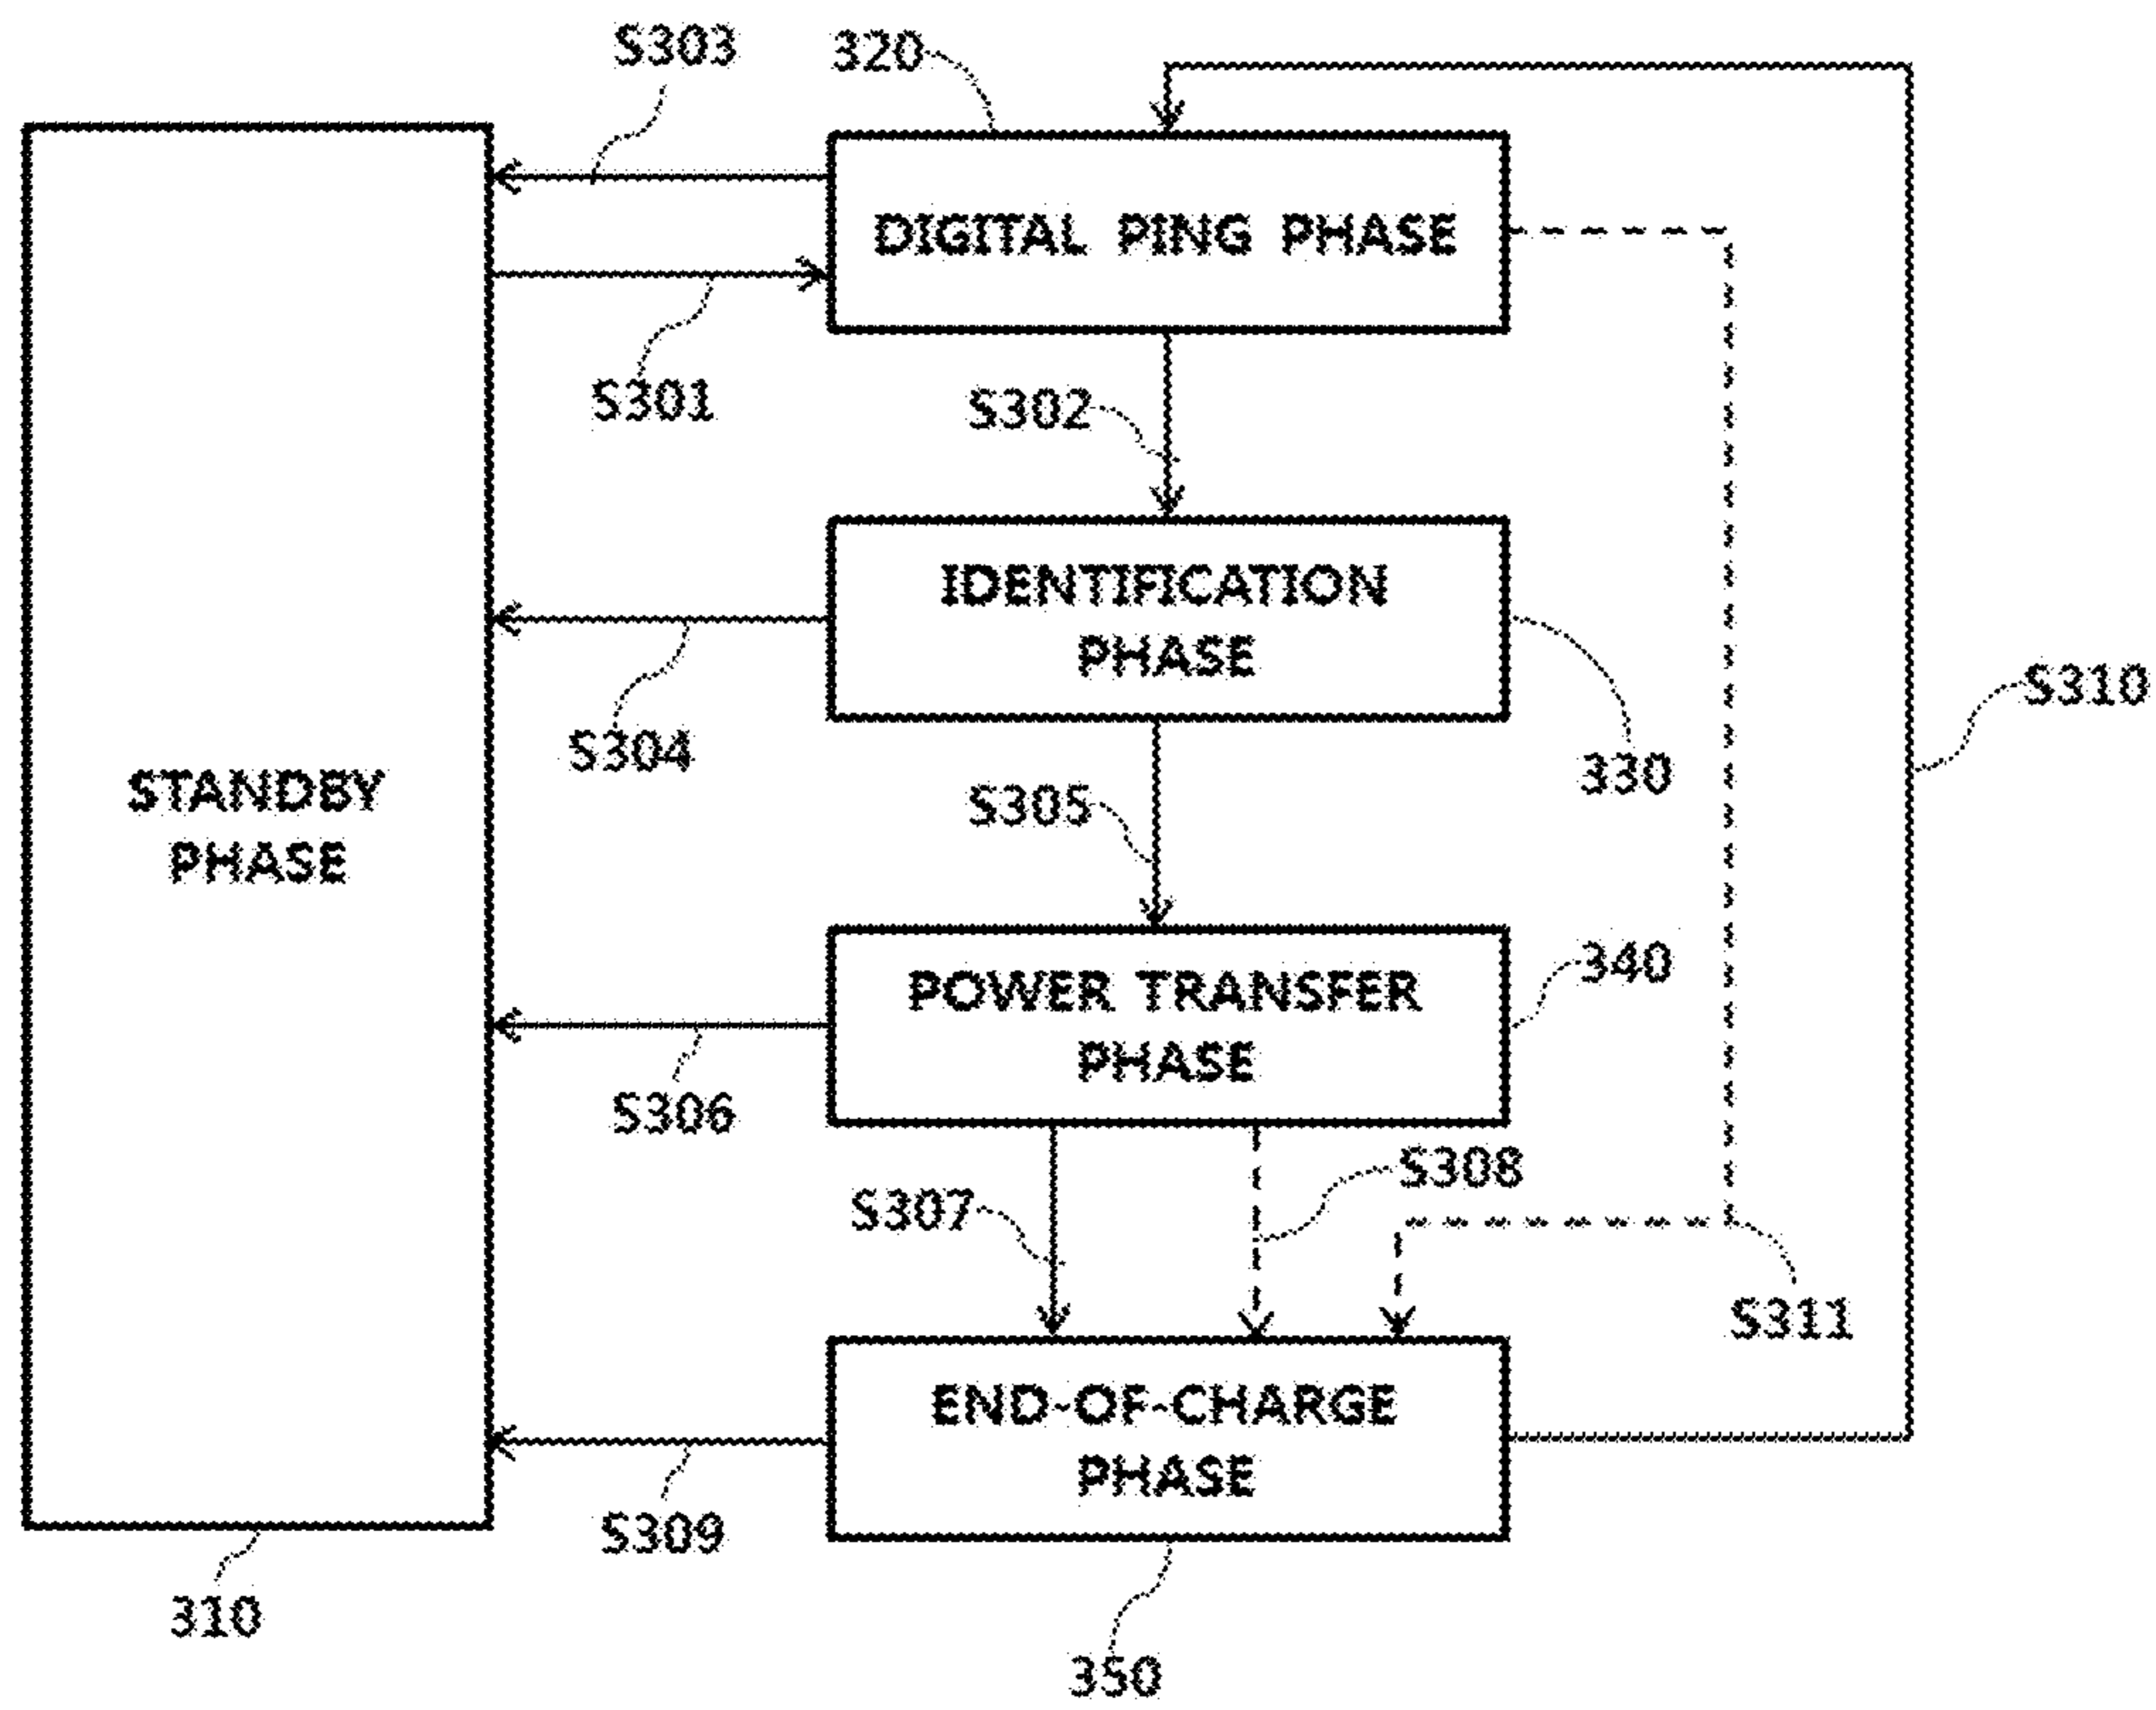 S303
320
DIGITAL PING PHASE
S301
S302
IDENTIFICATION
PHASE
S310
S304
330
STANDBY
PHASE
S305
340
POWER TRANSFER
PHASE
S306
S308
S307
S311
END-OF-CHARGE
PHASE
S309
310
350